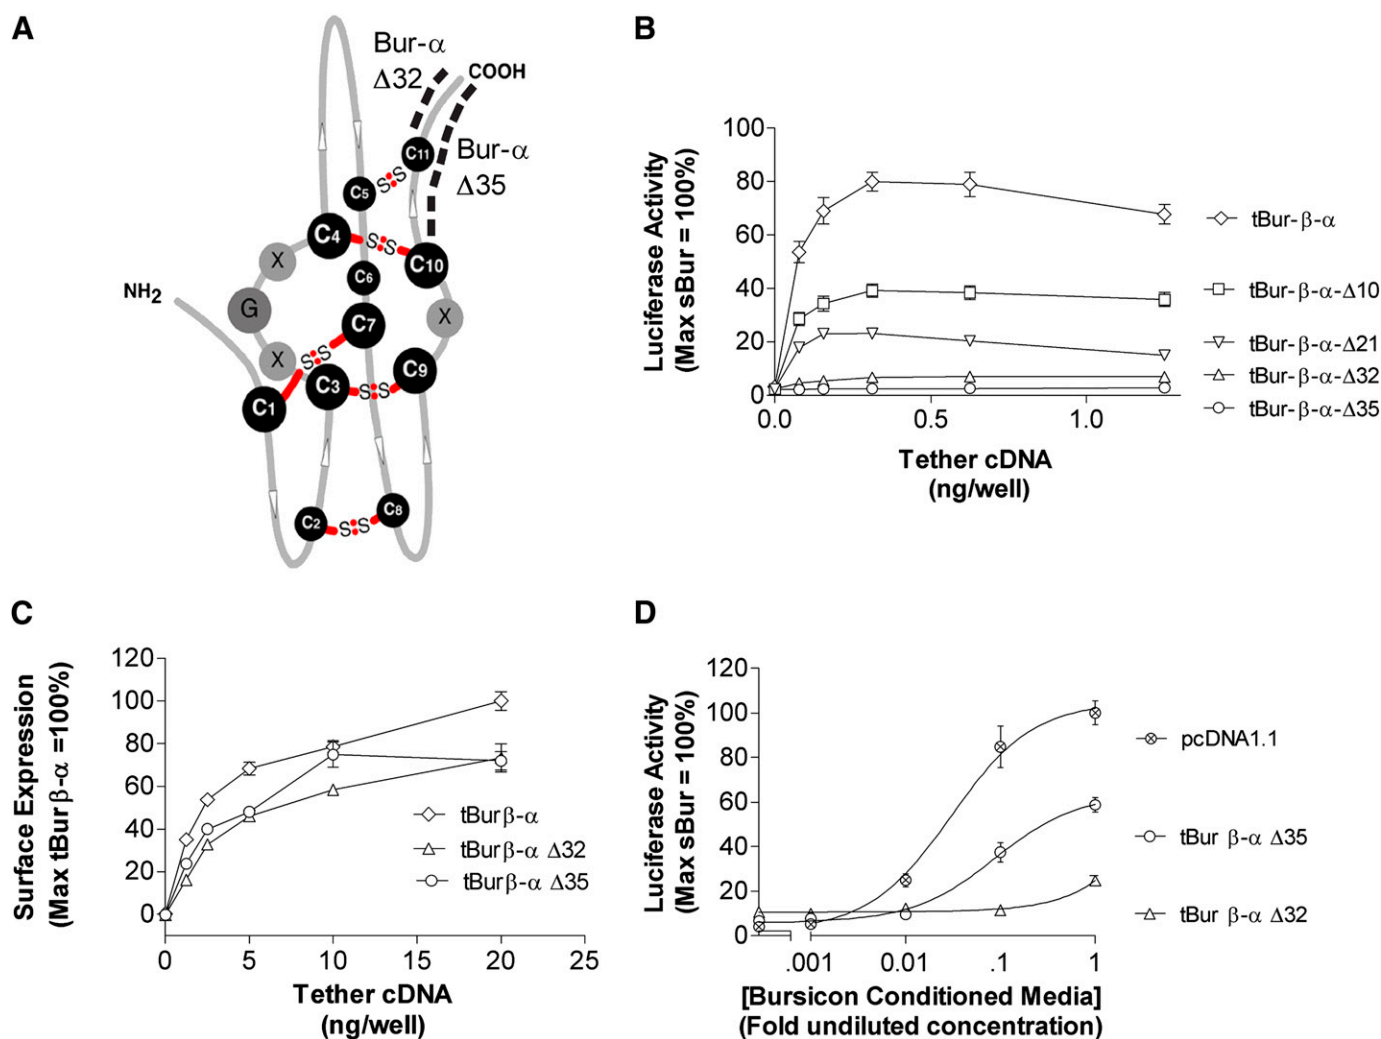 A
Bur-α
Δ32
COOH
Bur-α
Δ35
C11
C5
S S
C4
S S
C10
X
C6
NH2
G
C7
X
X
S S
C3
C9
S S
C1
C2
S S
C8
B
Luciferase Activity
(Max sBur = 100%)
100
80
60
40
20
0
0.0
0.5
1.0
Tether cDNA
(ng/well)
tBur-β-α
tBur-β-α-Δ10
tBur-β-α-Δ21
tBur-β-α-Δ32
tBur-β-α-Δ35
C
Surface Expression
(Max tBurβ-α =100%)
120
100
80
60
40
20
0
0
5
10
15
20
25
Tether cDNA
(ng/well)
tBurβ-α
tBurβ-α Δ32
tBurβ-α Δ35
D
Luciferase Activity
(Max sBur = 100%)
120
100
80
60
40
20
0
.001
0.01
.1
1
[Bursicon Conditioned Media]
(Fold undiluted concentration)
pcDNA1.1
tBur β-α Δ35
tBur β-α Δ32